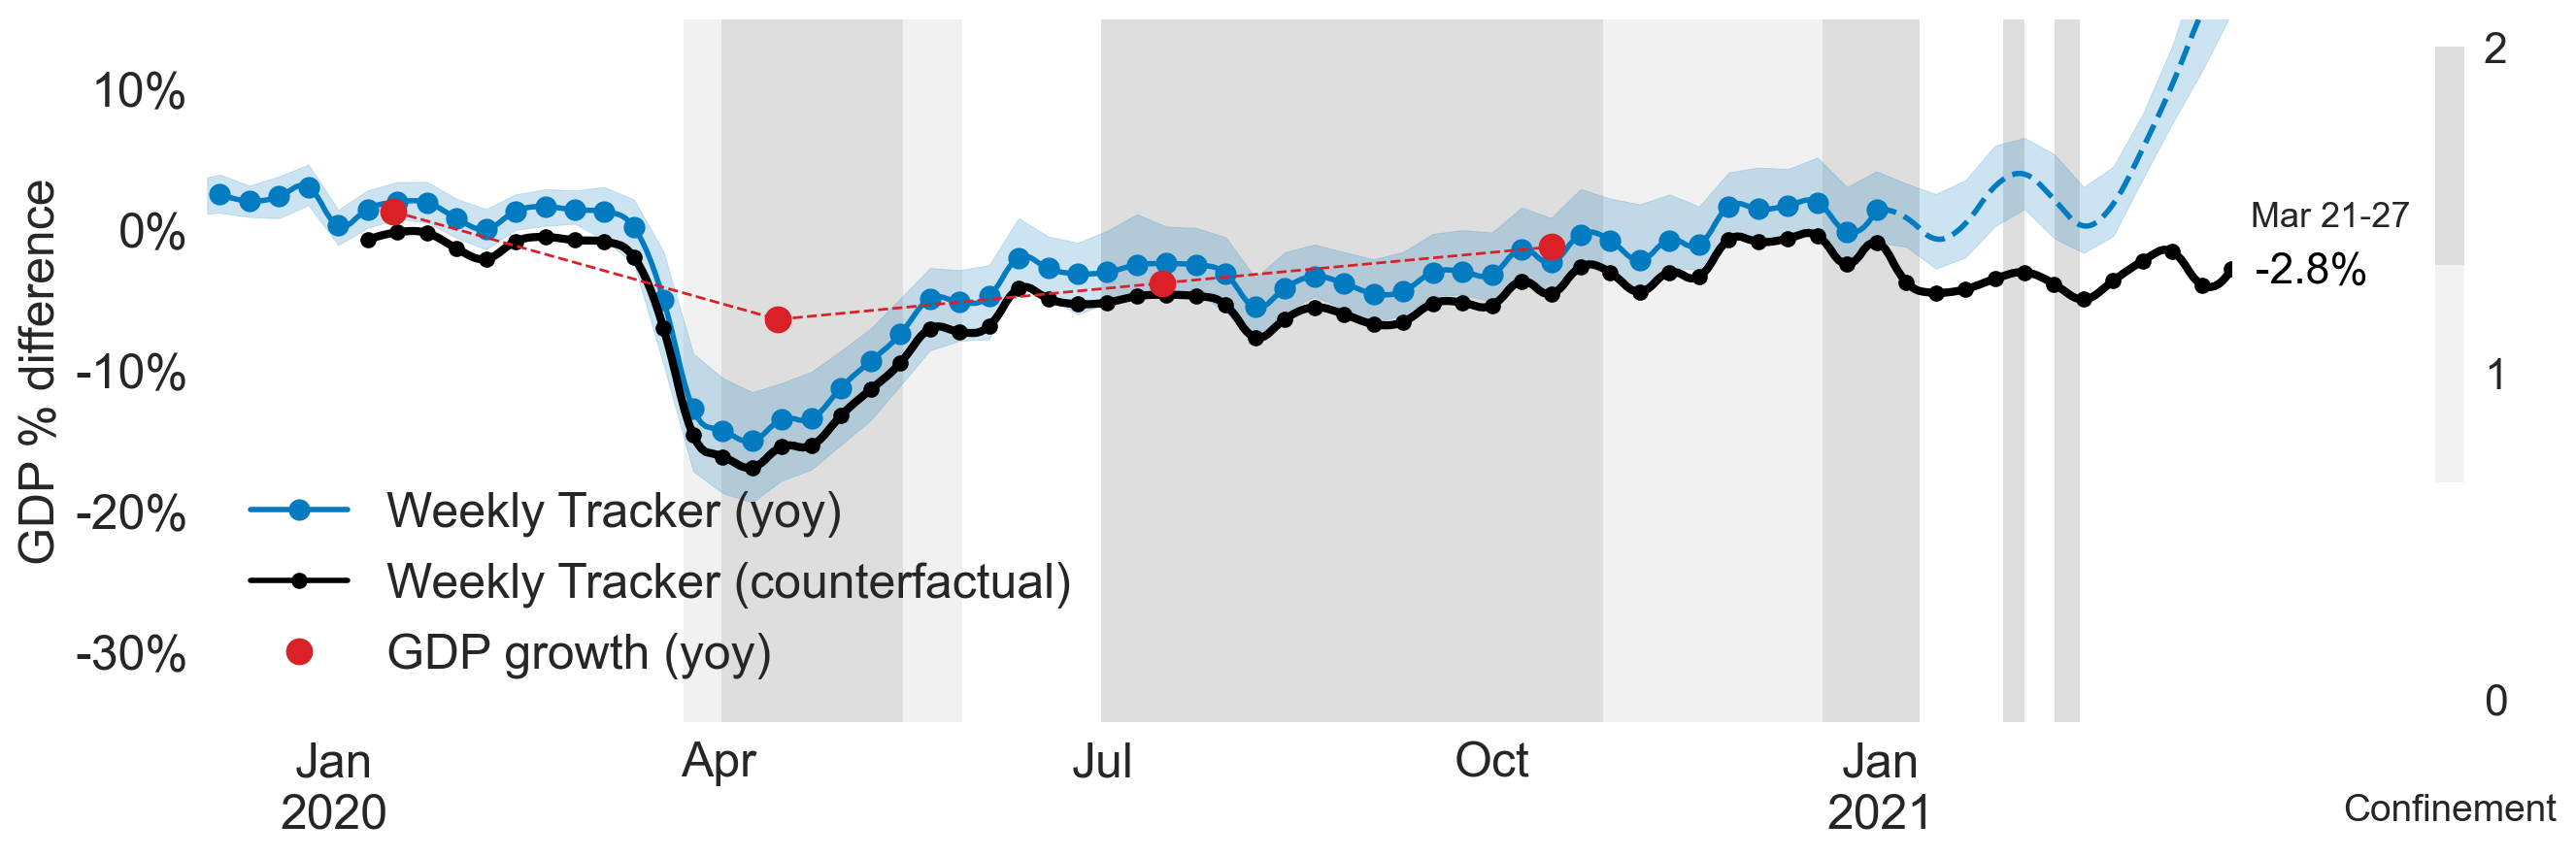 GDP % difference
10%
0%
-10%
-20%
-30%
Weekly Tracker (yoy)
Weekly Tracker (counterfactual)
GDP growth (yoy)
Jan
2020
Apr
Jul
Oct
Jan
2021
Mar 21-27
-2.8%
2
1
0
Confinement